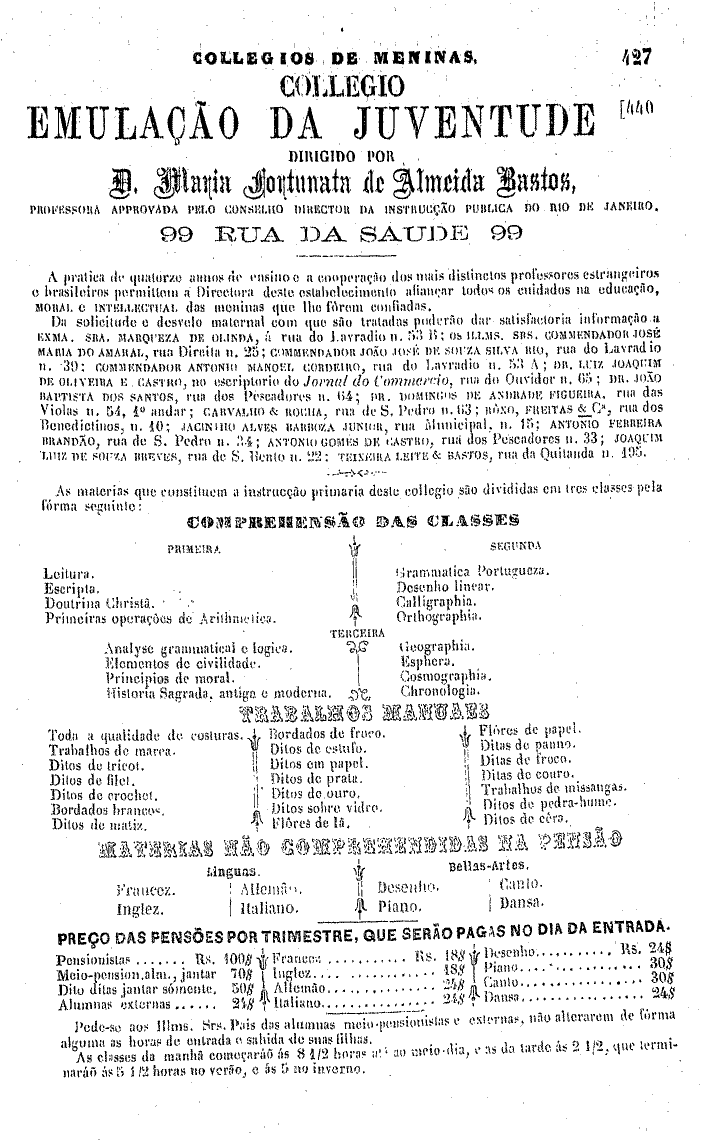 COLLEGIOS DE MENINAS. 427
COLLEGIO
EMULAÇÃO DA JUVENTUDE [440
DIRIGIDO POR
D. Maria Fortunata de Almeida Bastos,
PROFESSORA APPROVADA PELO CONSELHO DIRECTOR DA INSTRUCÇÃO PUBLICA DO RIO DE JANEIRO.
99 RUA DA SAUDE 99
A pratica de quatorze annos de ensino e a cooperação dos mais distinctos professores estrangeiros
e brasileiros permittem á Directora deste estabelecimento afiançar todos os cuidados na educação,
MORAL e INTELLECTUAL das meninas que lhe fôrem confiadas.
Da solicitude e desvelo maternal com que são tratadas poderão dar satisfactoria informação a
EXMA. SRA. MARQUEZA DE OLINDA, á rua do Lavradio n. 53 B; OS ILLMS. SRS. COMMENDADOR JOSÉ
MARIA DO AMARAL, rua Direita n. 25; COMMENDADOR JOÃO JOSÉ DE SOUZA SILVA RIO, rua do Lavradio
n. 39; COMMENDADOR ANTONIO MANOEL CORDEIRO, rua do Lavradio n. 53 A; DR. LUIZ JOAQUIM
DE OLIVEIRA E CASTRO, no escriptorio do Jornal do Commercio, rua do Ouvidor n. 65; DR. JOÃO
BAPTISTA DOS SANTOS, rua dos Pescadores n. 64; DR. DOMINGOS DE ANDRADE FIGUEIRA, rua das
Violas n. 54, 1º andar; CARVALHO & ROCHA, rua de S. Pedro n. 63; RÔXO, FREITAS & Cª, rua dos
Benedictinos, n. 10; JACINTHO ALVES BARBOZA JUNIOR, rua Municipal, n. 15; ANTONIO FERREIRA
BRANDÃO, rua de S. Pedro n. 34; ANTONIO GOMES DE CASTRO, rua dos Pescadores n. 33; JOAQUIM
LUIZ DE SOUZA BREVES, rua de S. Bento n. 22; TEIXEIRA LEITE & BASTOS, rua da Quitanda n. 195.
As materias que constituem a instrucção primaria deste collegio são divididas em tres classes pela
fórma seguinte:
COMPREHENSÃO DAS CLASSES
PRIMEIRA
Leitura.
Escripta.
Doutrina Christã.
Primeiras operações de Arithmetica.
SEGUNDA
Grammatica Portugueza.
Desenho linear.
Calligraphia.
Orthographia.
TERCEIRA
Analyse grammatical e logica.
Elementos de civilidade.
Principios de moral.
Historia Sagrada, antiga e moderna.
Geographia.
Esphera.
Cosmographia.
Chronologia.
TRABALHOS MANUAES
Toda a qualidade de costuras.
Trabalhos de marca.
Ditos de tricot.
Ditos de filet.
Ditos de crochet.
Bordados brancos.
Ditos de matiz.
Bordados de froco.
Ditos de estufo.
Ditos em papel.
Ditos de prata.
Ditos de ouro.
Ditos sobre vidro.
Flôres de lã.
Flôres de papel.
Ditas de panno.
Ditas de froco.
Ditas de couro.
Trabalhos de missangas.
Ditos de pedra-hume.
Ditos de cêra.
MATERIAS NÃO COMPREHENDIDAS NA PENSÃO
Linguas.
Francez. Allemão.
Inglez. Italiano.
Bellas-Artes.
Desenho. Canto.
Piano. Dansa.
PREÇO DAS PENSÕES POR TRIMESTRE, QUE SERÃO PAGAS NO DIA DA ENTRADA.
Pensionistas ....... Rs. 100$
Meio-pension. alm., jantar 70$
Dito ditas jantar sómente. 50$
Alumnas externas ...... 24$
Francez ............ Rs. 18$
Inglez .............. 18$
Allemão ............. 24$
Italiano ............ 24$
Desenho .......... Rs. 24$
Piano .............. 30$
Canto .............. 30$
Dansa .............. 24$
Pede-se aos Illms. Srs. Pais das alumnas meio-pensionistas e externas, não alterarem de fórma
alguma as horas de entrada e sahida de suas filhas.
As classes da manhã começaráõ ás 8 1/2 horas até ao meio-dia, e as da tarde ás 2 1/2, que termi-
naráõ ás 5 1/2 horas no verão, e ás 5 no inverno.